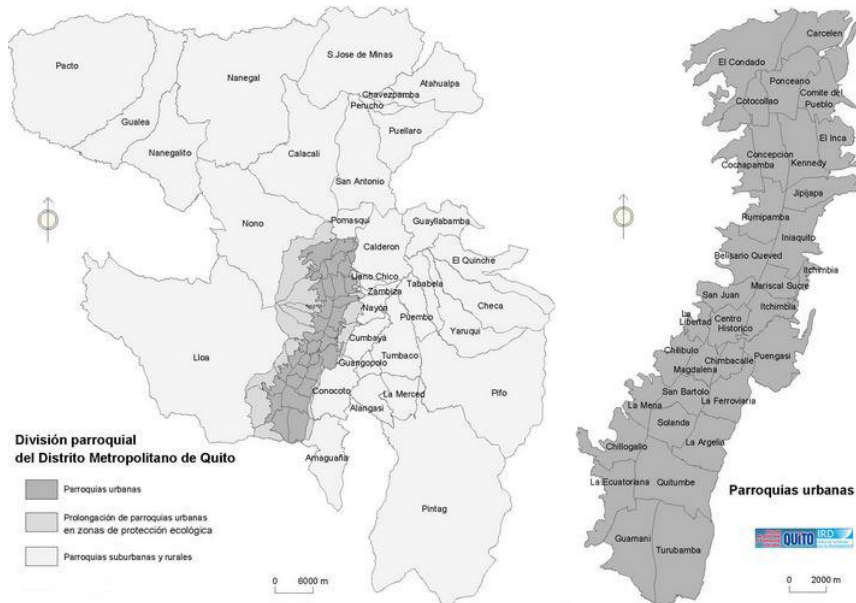 Pacto
Nanegal
S.Jose de Minas
Atahualpa
Chavezpamba
Perucho
Puellaro
Gualea
Nanegalito
Calacali
San Antonio
Nono
Pomasqui
Guayllabamba
Calderon
El Quinche
Llano Chico
Tababela
Zambiza
Checa
Nayon
Puembo
Yaruqui
Lloa
Cumbaya
Tumbaco
Guangopolo
Pifo
Conocoto
La Merced
Alangasi
Amaguaña
Pintag
División parroquial
del Distrito Metropolitano de Quito
Parroquias urbanas
Prolongación de parroquias urbanas
en zonas de protección ecológica
Parroquias suburbanas y rurales
0 6000 m
Carcelen
El Condado
Ponceano
Comite del
Pueblo
Cotocollao
El Inca
Concepcion
Cochapamba
Kennedy
Jipijapa
Rumipamba
Iniaquito
Belisario Queved
Itchimbia
Mariscal Sucre
San Juan
Itchimbia
La
Libertad
Centro
Historico
Chilibulo
Chimbacalle
Puengasi
Magdalena
San Bartolo
La Ferroviaria
La Mena
Solanda
Chillogallo
La Argelia
La Ecuatoriana
Quitumbe
Guamani
Turubamba
Parroquias urbanas
QUITO
IRD
0 2000 m